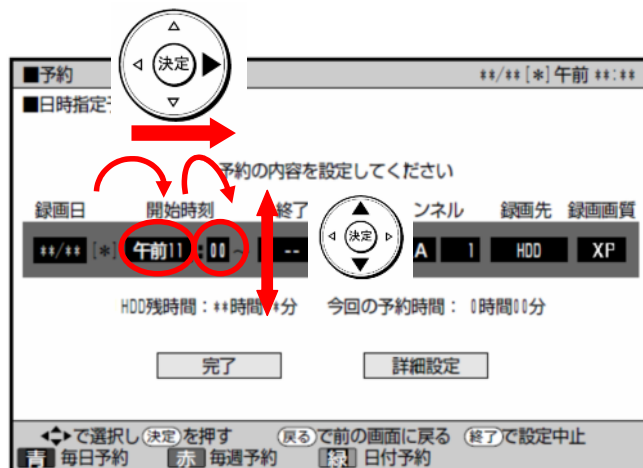 決定
■予約 **/** [*] 午前 **:**
■日時指定
予約の内容を設定してください
録画日 開始時刻 終了 ンネル 録画先 録画画質
**/** [*] 午前11:00～ -- 決定 A 1 HDD XP
HDD残時間：**時間*分 今回の予約時間： 0時間00分
完了 詳細設定
で選択し 決定 を押す 戻る で前の画面に戻る 終了 で設定中止
青 毎日予約 赤 毎週予約 緑 日付予約